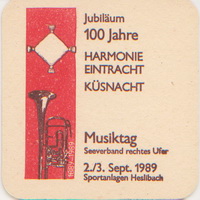 Jubiläum
100 Jahre
HARMONIE
EINTRACHT
KÜSNACHT
Musiktag
Seeverband rechtes Ufer
2./3. Sept. 1989
Sportanlagen Heslibach